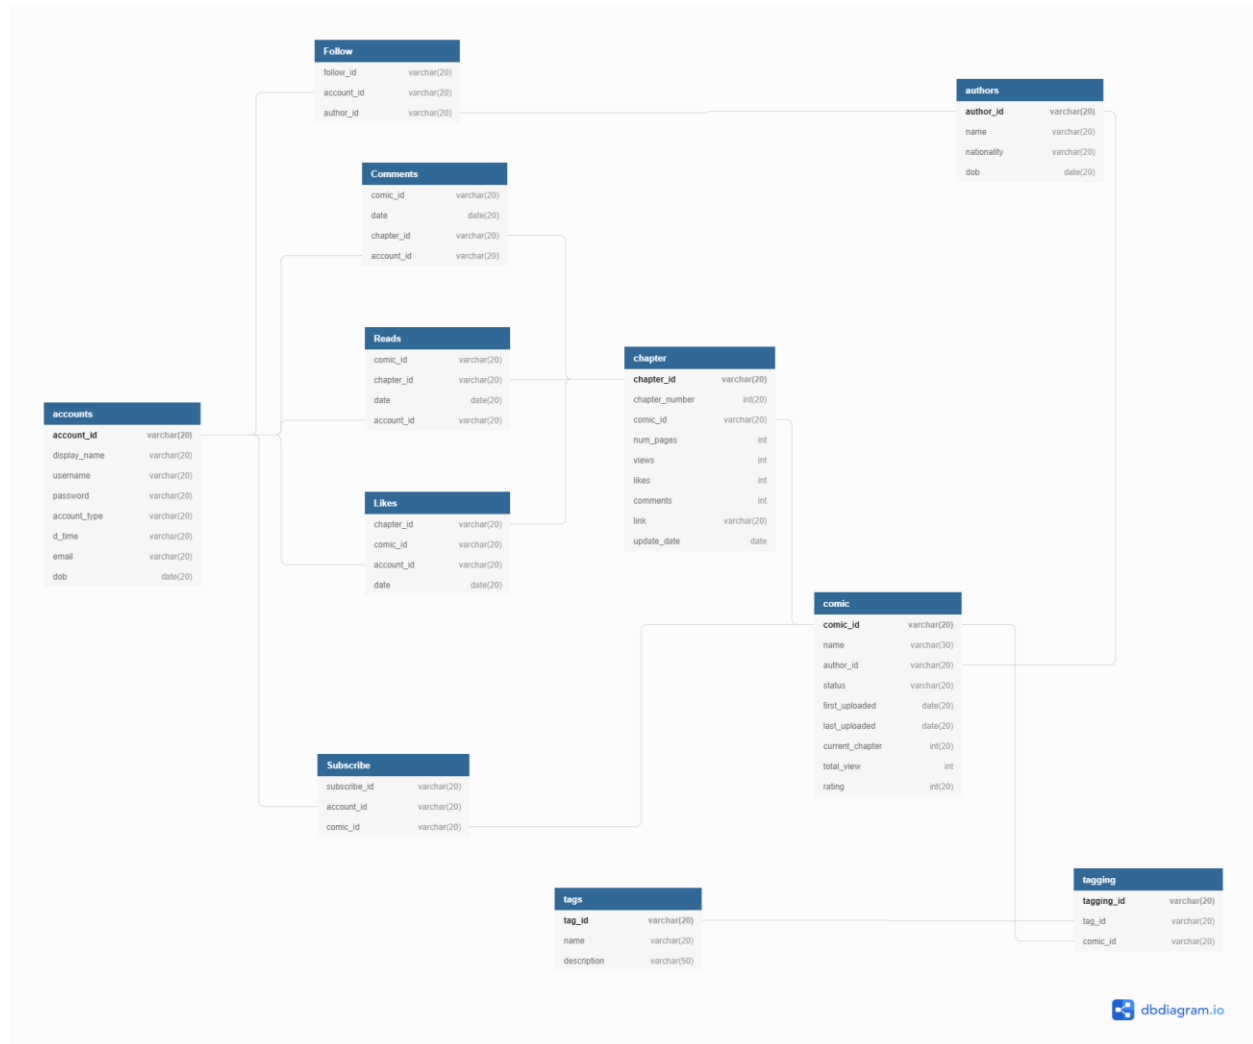 Follow
follow_id varchar(20)
account_id varchar(20)
author_id varchar(20)
authors
author_id varchar(20)
name varchar(20)
nationality varchar(20)
dob date(20)
Comments
comic_id varchar(20)
date date(20)
chapter_id varchar(20)
account_id varchar(20)
Reads
comic_id varchar(20)
chapter_id varchar(20)
date date(20)
account_id varchar(20)
chapter
chapter_id varchar(20)
chapter_number int(20)
comic_id varchar(20)
num_pages int
views int
likes int
comments int
link varchar(20)
update_date date
accounts
account_id varchar(20)
display_name varchar(20)
username varchar(20)
password varchar(20)
account_type varchar(20)
d_time varchar(20)
email varchar(20)
dob date(20)
Likes
chapter_id varchar(20)
comic_id varchar(20)
account_id varchar(20)
date date(20)
comic
comic_id varchar(20)
name varchar(30)
author_id varchar(20)
status varchar(20)
first_uploaded date(20)
last_uploaded date(20)
current_chapter int(20)
total_view int
rating int(20)
Subscribe
subscribe_id varchar(20)
account_id varchar(20)
comic_id varchar(20)
tags
tag_id varchar(20)
name varchar(20)
description varchar(50)
tagging
tagging_id varchar(20)
tag_id varchar(20)
comic_id varchar(20)
dbdiagram.io